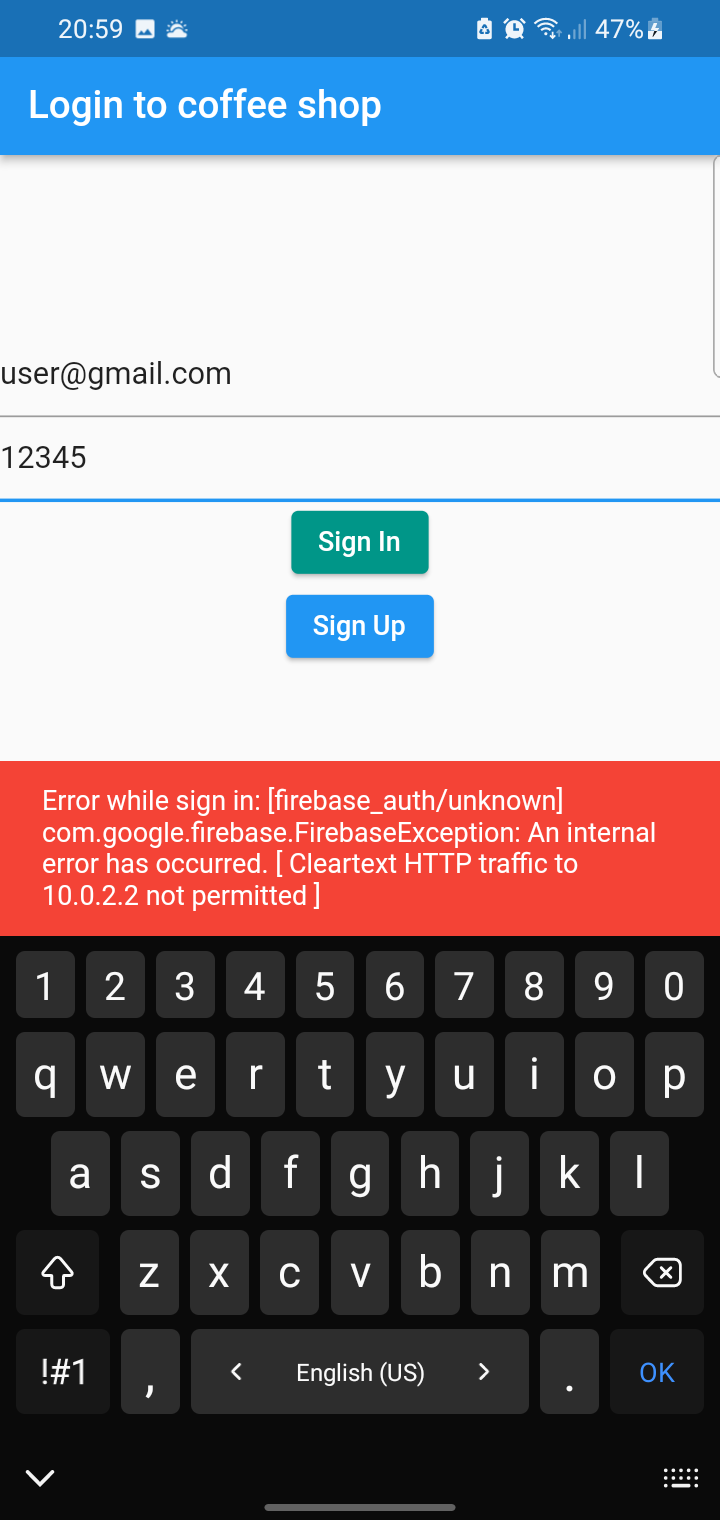 20:59 47%
Login to coffee shop
user@gmail.com
12345
Sign In
Sign Up
Error while sign in: [firebase_auth/unknown]
com.google.firebase.FirebaseException: An internal
error has occurred. [ Cleartext HTTP traffic to
10.0.2.2 not permitted ]
1 2 3 4 5 6 7 8 9 0
q w e r t y u i o p
a s d f g h j k l
z x c v b n m
!#1 , English (US) . OK